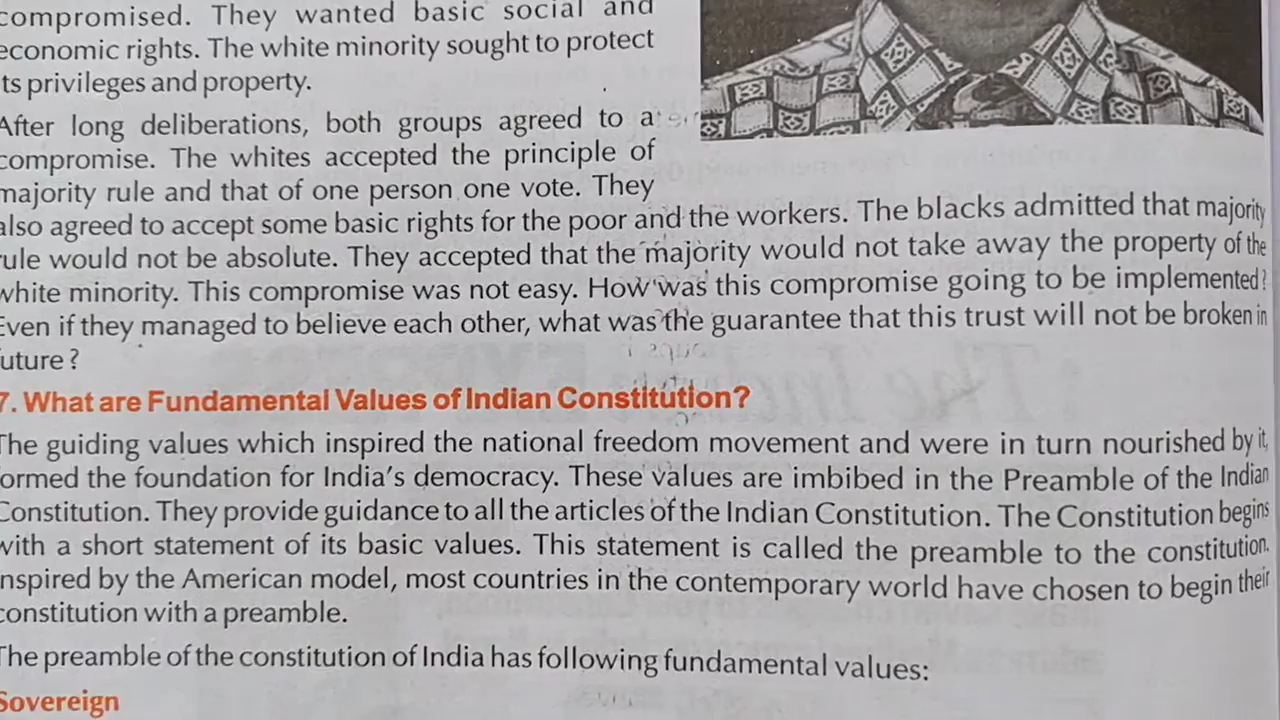 compromised. They wanted basic social and
economic rights. The white minority sought to protect
its privileges and property.
After long deliberations, both groups agreed to a
compromise. The whites accepted the principle of
majority rule and that of one person one vote. They
also agreed to accept some basic rights for the poor and the workers. The blacks admitted that majority
rule would not be absolute. They accepted that the majority would not take away the property of the
white minority. This compromise was not easy. How was this compromise going to be implemented?
Even if they managed to believe each other, what was the guarantee that this trust will not be broken in
future ?
7. What are Fundamental Values of Indian Constitution?
The guiding values which inspired the national freedom movement and were in turn nourished by it,
formed the foundation for India's democracy. These values are imbibed in the Preamble of the Indian
Constitution. They provide guidance to all the articles of the Indian Constitution. The Constitution begins
with a short statement of its basic values. This statement is called the preamble to the constitution.
Inspired by the American model, most countries in the contemporary world have chosen to begin their
constitution with a preamble.
The preamble of the constitution of India has following fundamental values:
Sovereign